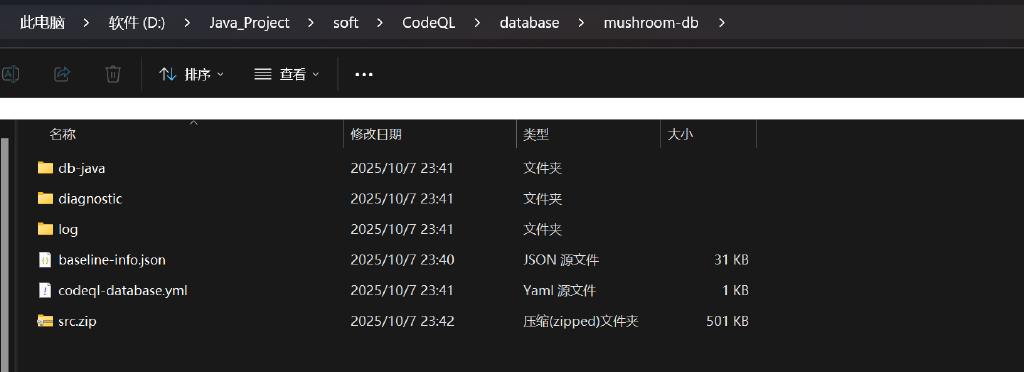 此电脑 > 软件 (D:) > Java_Project > soft > CodeQL > database > mushroom-db >
排序 查看 •••
名称 修改日期 类型 大小
db-java 2025/10/7 23:41 文件夹
diagnostic 2025/10/7 23:41 文件夹
log 2025/10/7 23:41 文件夹
baseline-info.json 2025/10/7 23:40 JSON 源文件 31 KB
codeql-database.yml 2025/10/7 23:41 Yaml 源文件 1 KB
src.zip 2025/10/7 23:42 压缩(zipped)文件夹 501 KB